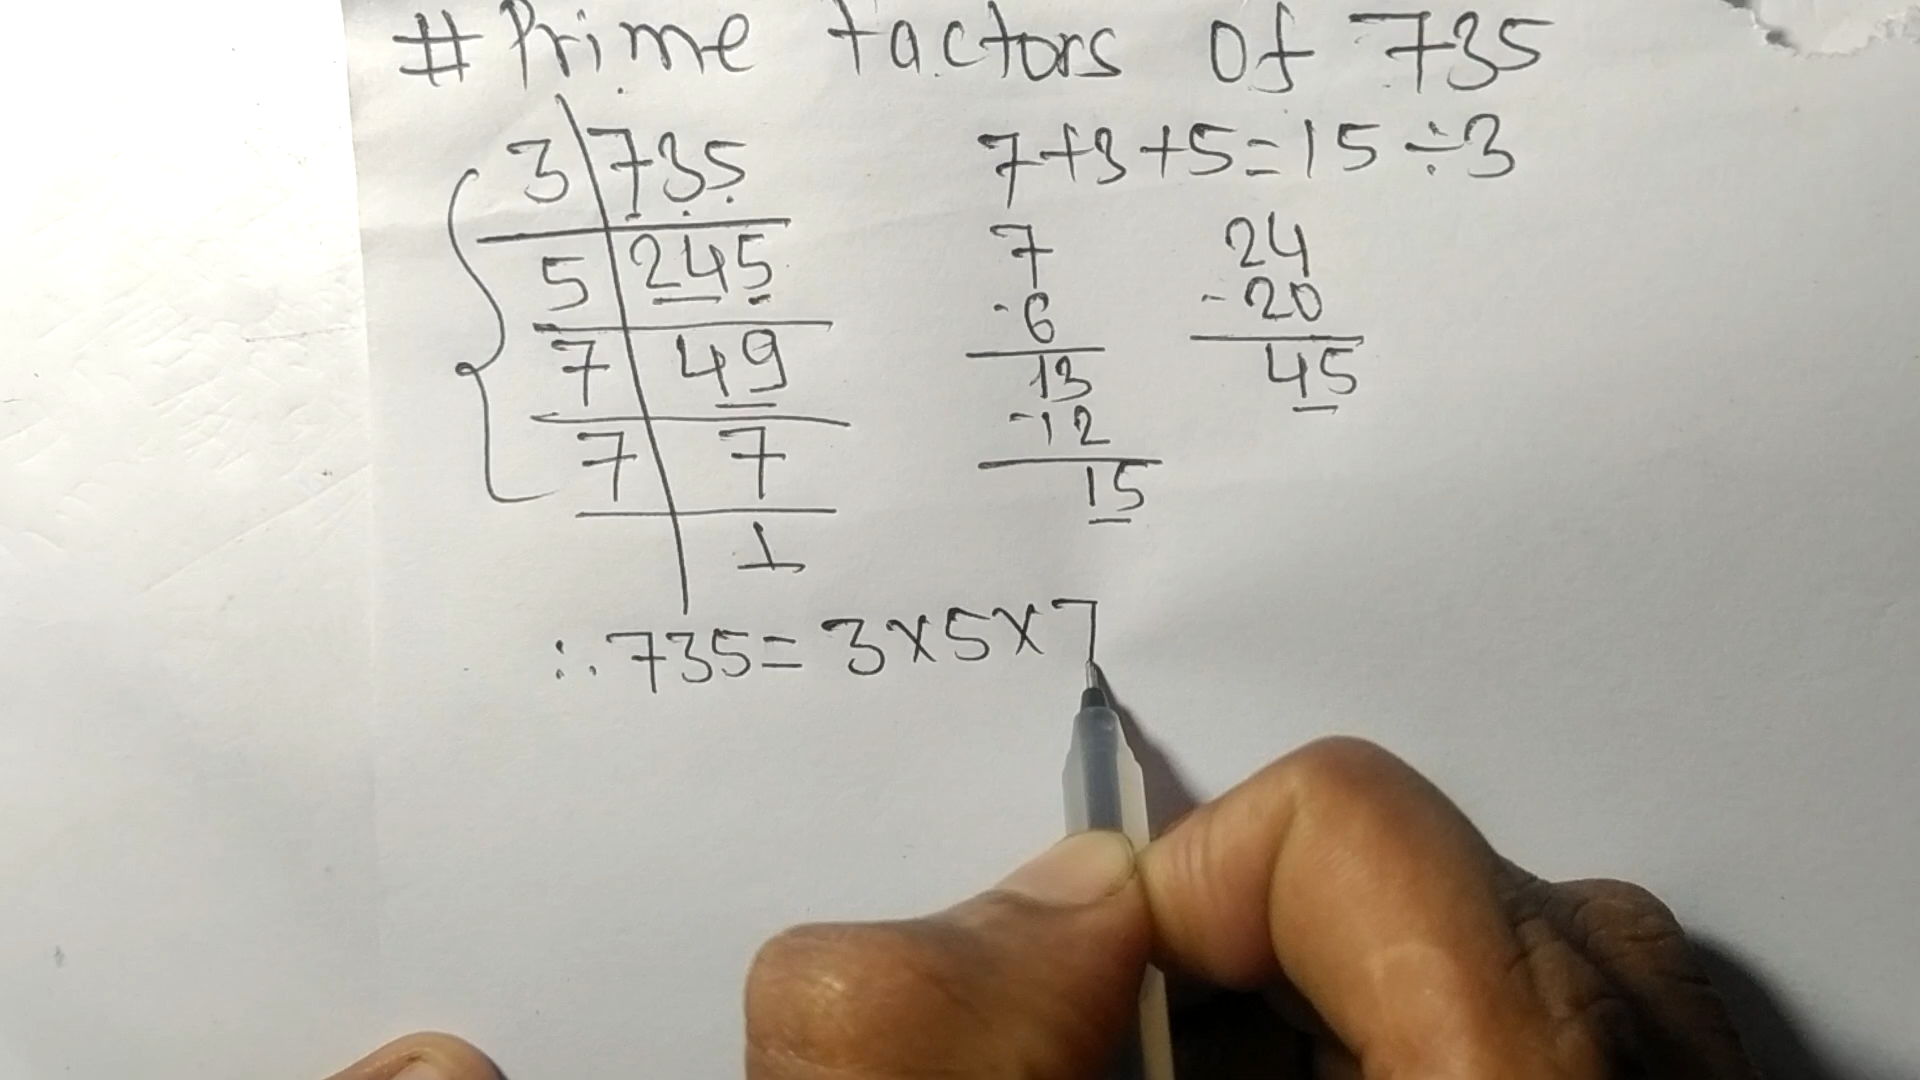 # Prime factors of 735
3 | 735
5 | 245
7 | 49
7 | 7
1
7+3+5=15÷3
7
-6
13
-12
15
24
-20
45
∴ 735 = 3×5×7